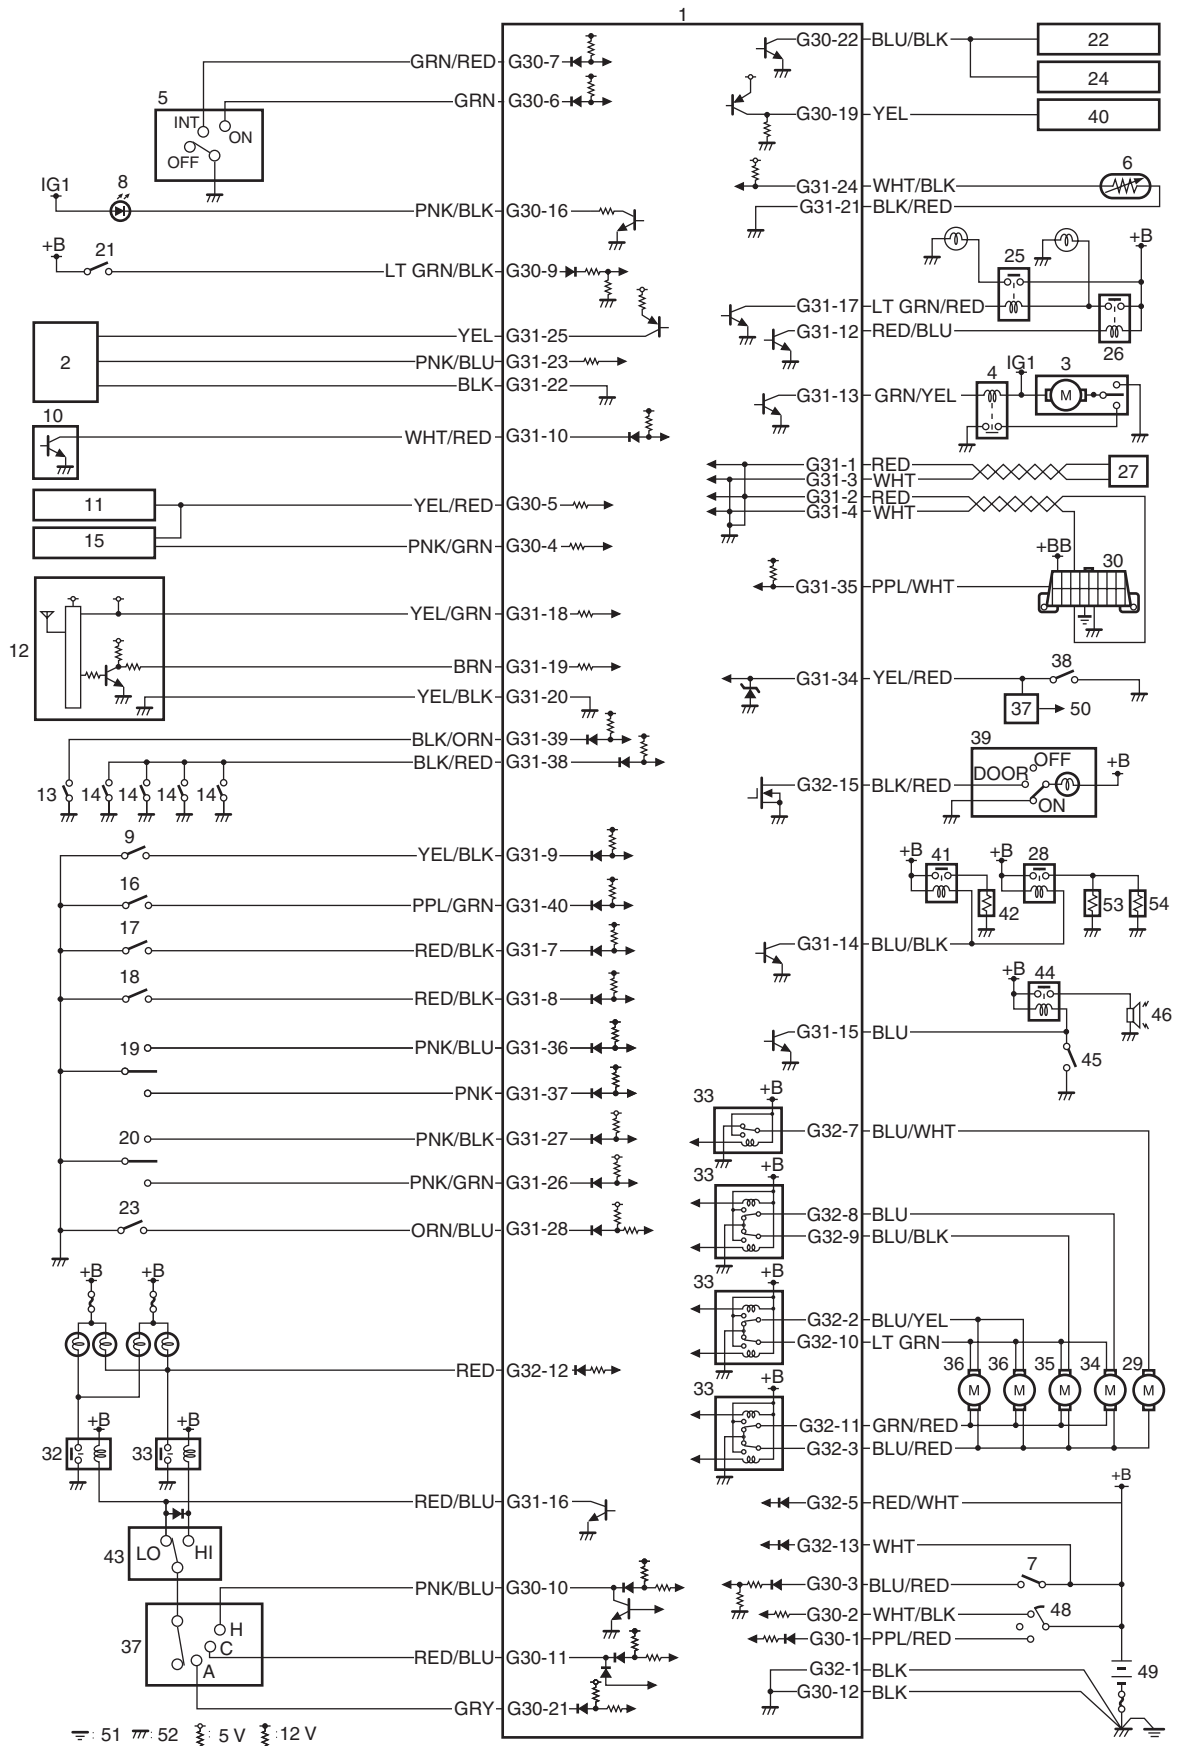 1
GRN/RED G30-7
GRN G30-6
5
INT
ON
OFF
IG1
8
PNK/BLK G30-16
+B
21
LT GRN/BLK G30-9
2
YEL G31-25
PNK/BLU G31-23
BLK G31-22
10
WHT/RED G31-10
11
YEL/RED G30-5
15
PNK/GRN G30-4
12
YEL/GRN G31-18
BRN G31-19
YEL/BLK G31-20
BLK/ORN G31-39
BLK/RED G31-38
13 14 14 14 14
9
YEL/BLK G31-9
16
PPL/GRN G31-40
17
RED/BLK G31-7
18
RED/BLK G31-8
19
PNK/BLU G31-36
PNK G31-37
20
PNK/BLK G31-27
PNK/GRN G31-26
23
ORN/BLU G31-28
+B +B
RED G32-12
+B +B
32 33
RED/BLU G31-16
43
LO HI
PNK/BLU G30-10
37
H
C
A
RED/BLU G30-11
GRY G30-21
: 51 : 52 : 5 V : 12 V
G30-22 BLU/BLK
22
24
G30-19 YEL
40
6
G31-24 WHT/BLK
G31-21 BLK/RED
25
+B
G31-17 LT GRN/RED
G31-12 RED/BLU
26
4 IG1 3
G31-13 GRN/YEL
M
G31-1 RED
G31-3 WHT
27
G31-2 RED
G31-4 WHT
+BB
30
G31-35 PPL/WHT
38
G31-34 YEL/RED
37 50
39
OFF
DOOR
+B
ON
G32-15 BLK/RED
+B 41 +B 28
42 53 54
G31-14 BLU/BLK
+B 44
46
G31-15 BLU
45
33 +B
G32-7 BLU/WHT
33 +B
G32-8 BLU
G32-9 BLU/BLK
33 +B
G32-2 BLU/YEL
G32-10 LT GRN
36 36 35 34 29
M M M M M
33 +B
G32-11 GRN/RED
G32-3 BLU/RED
+B
G32-5 RED/WHT
G32-13 WHT
7
G30-3 BLU/RED
G30-2 WHT/BLK
48
G30-1 PPL/RED
G32-1 BLK
49
G30-12 BLK